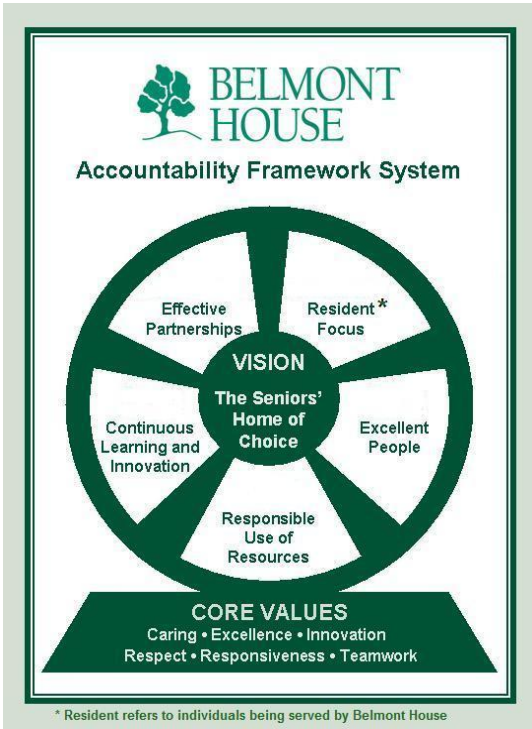 BELMONT
HOUSE
Accountability Framework System
Effective
Partnerships
Resident*
Focus
VISION
The Seniors'
Home of
Choice
Continuous
Learning and
Innovation
Excellent
People
Responsible
Use of
Resources
CORE VALUES
Caring • Excellence • Innovation
Respect • Responsiveness • Teamwork
* Resident refers to individuals being served by Belmont House